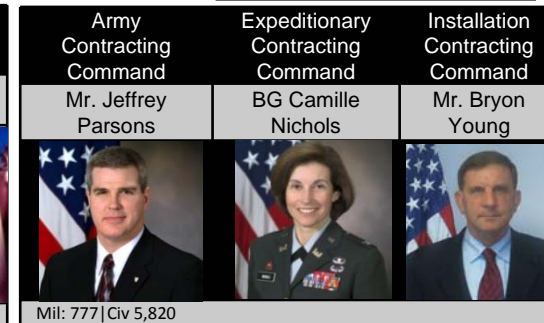 Army
Contracting
Command
Mr. Jeffrey
Parsons
Expeditionary
Contracting
Command
BG Camille
Nichols
Installation
Contracting
Command
Mr. Bryon
Young
Mil: 777|Civ 5,820